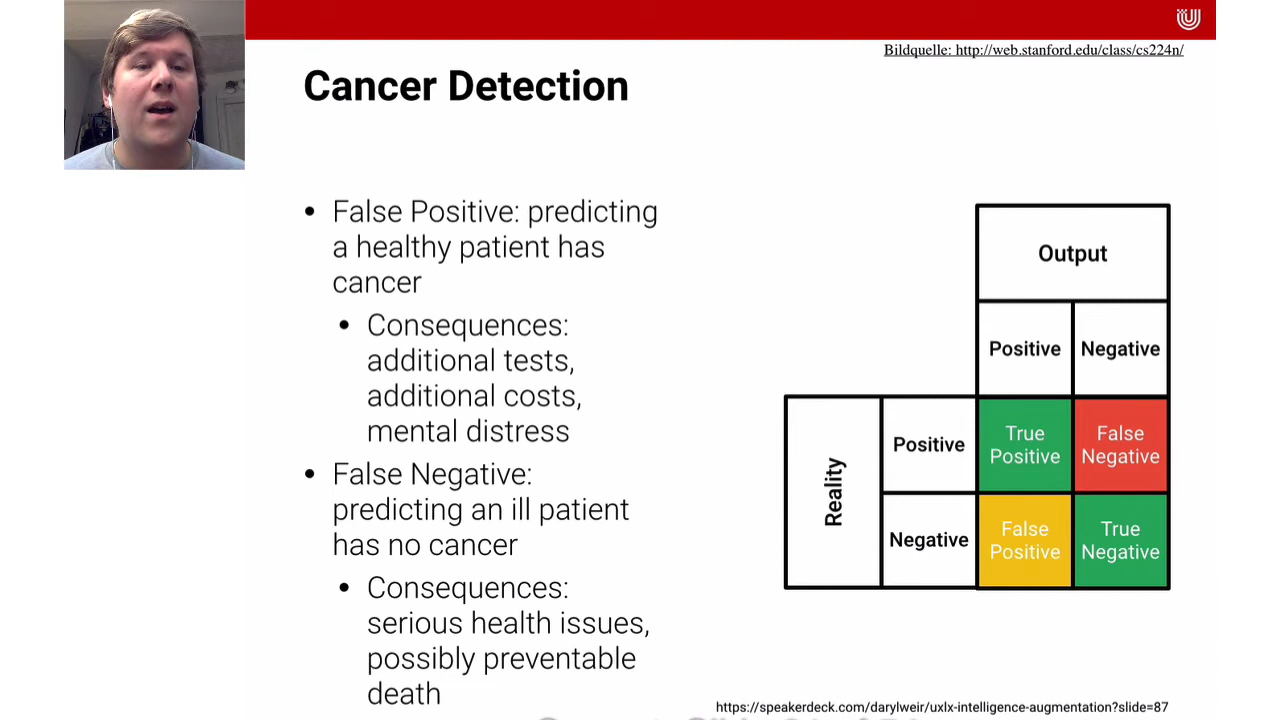 Bildquelle: http://web.stanford.edu/class/cs224n/
Cancer Detection
• False Positive: predicting
a healthy patient has
cancer
• Consequences:
additional tests,
additional costs,
mental distress
• False Negative:
predicting an ill patient
has no cancer
• Consequences:
serious health issues,
possibly preventable
death
Output
Positive
Negative
Reality
Positive
True
Positive
False
Negative
Negative
False
Positive
True
Negative
https://speakerdeck.com/darylweir/uxlx-intelligence-augmentation?slide=87